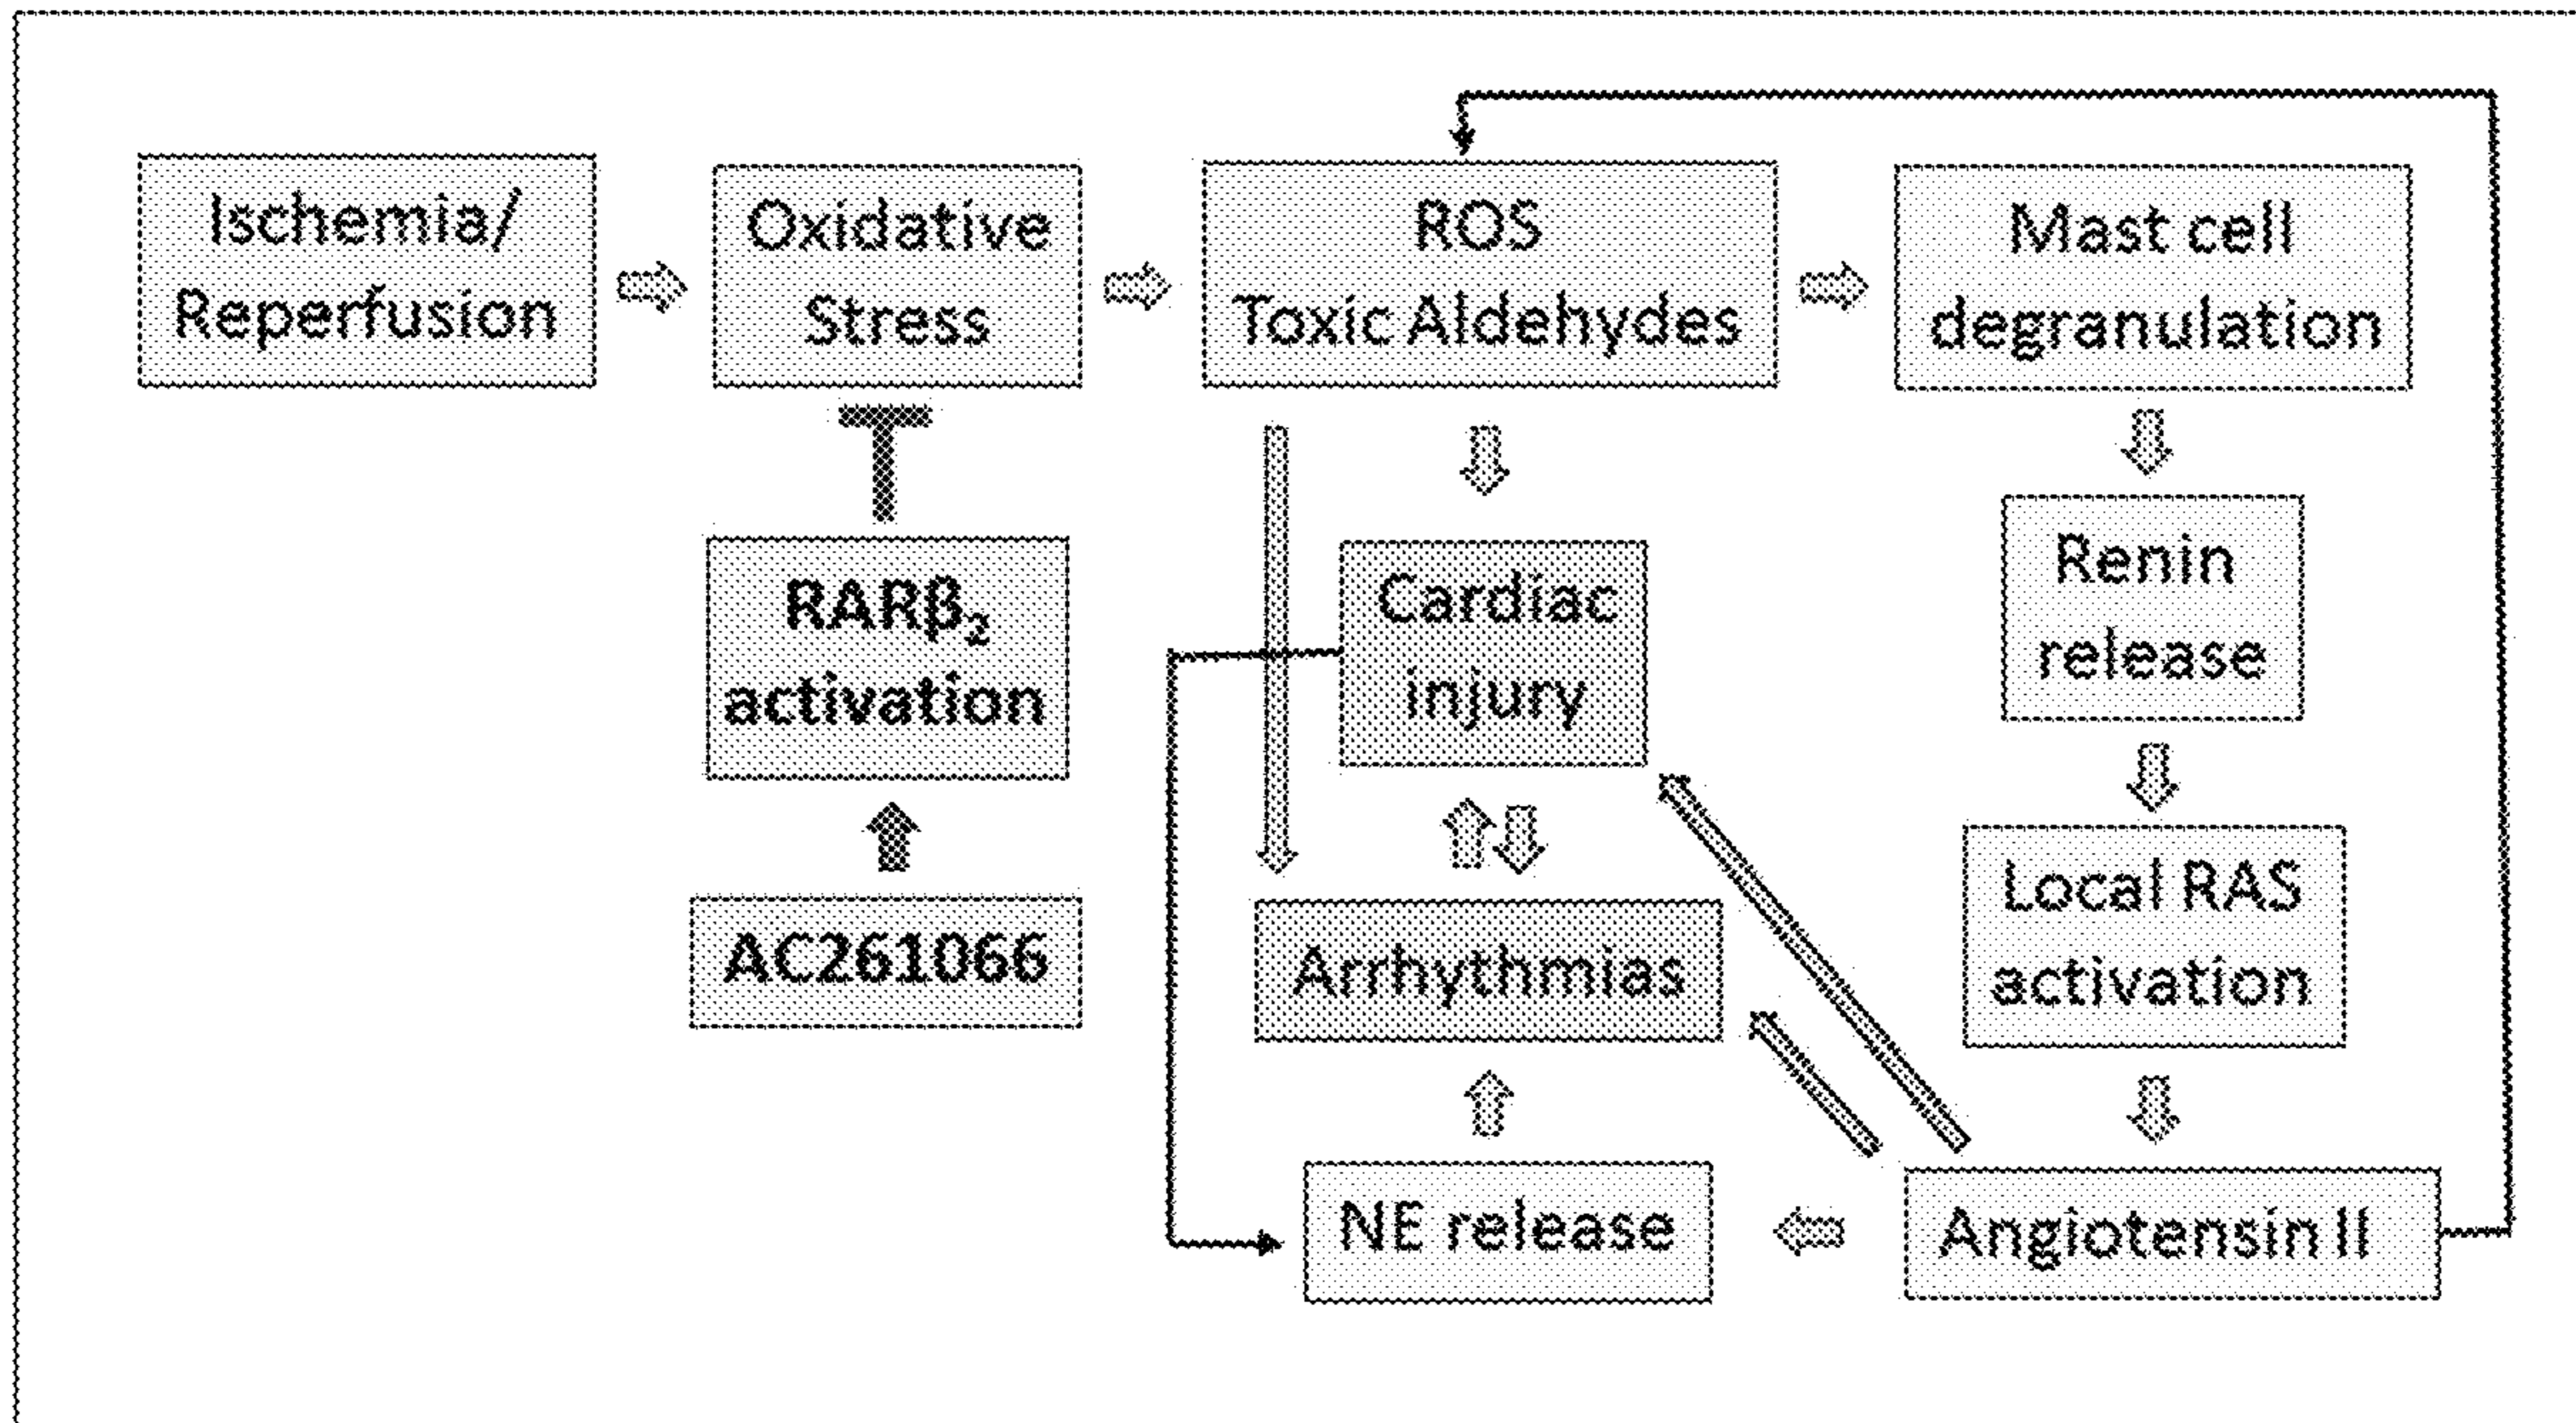 Ischemia/
Reperfusion
Oxidative
Stress
ROS
Toxic Aldehydes
Mast cell
degranulation
RARβ₂
activation
Cardiac
injury
Renin
release
AC261066
Arrhythmias
Local RAS
activation
NE release
Angiotensin II